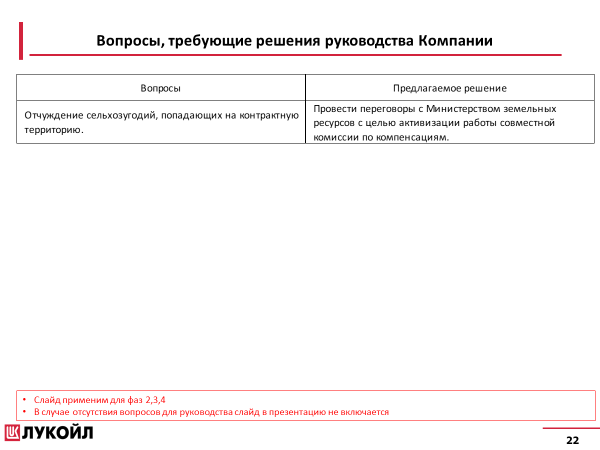 Вопросы, требующие решения руководства Компании
Вопросы
Предлагаемое решение
Отчуждение сельхозугодий, попадающих на контрактную
территорию.
Провести переговоры с Министерством земельных
ресурсов с целью активизации работы совместной
комиссии по компенсациям.
• Слайд применим для фаз 2,3,4
• В случае отсутствия вопросов для руководства слайд в презентацию не включается
ЛУКОЙЛ
22